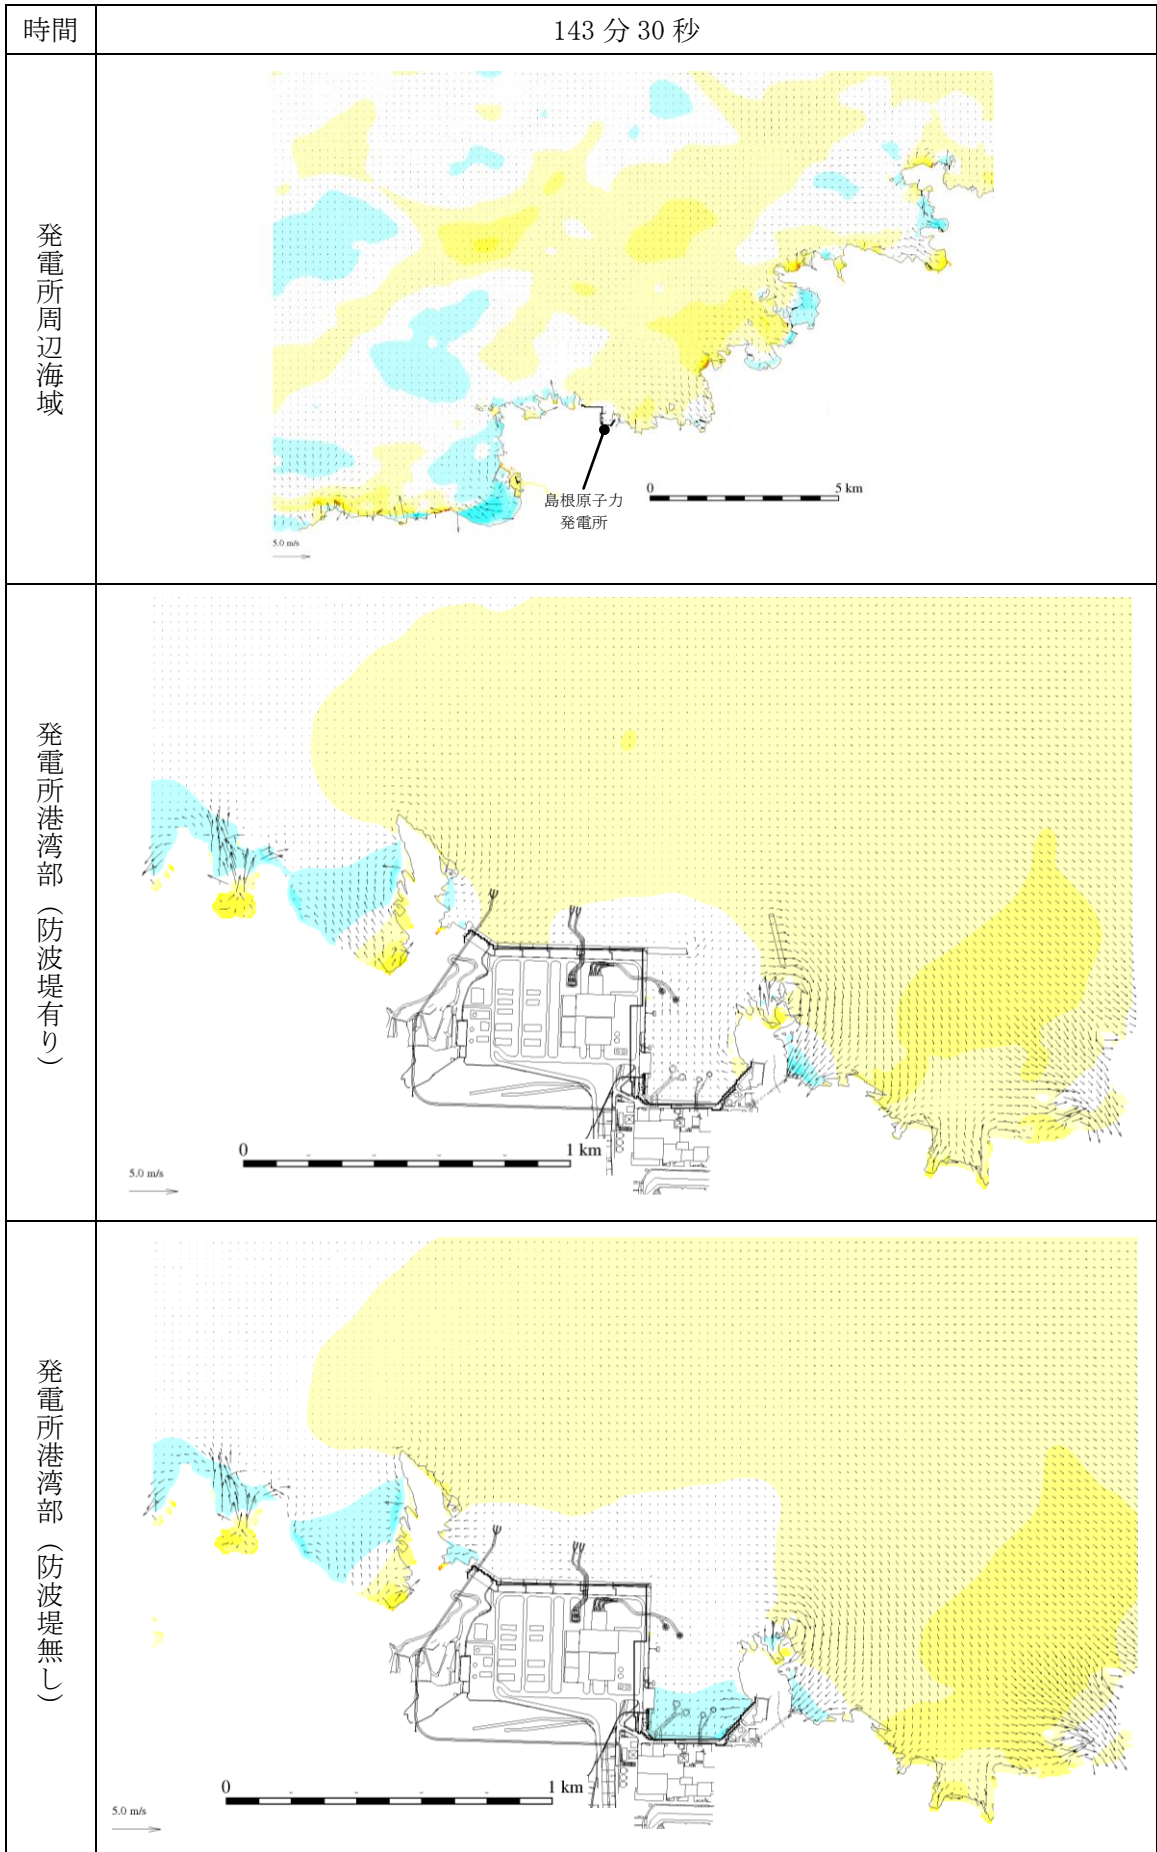 時間
143 分 30 秒
発電所周辺海域
島根原子力
発電所
0
5 km
5.0 m/s
発電所港湾部（防波堤有り）
0
1 km
5.0 m/s
発電所港湾部（防波堤無し）
0
1 km
5.0 m/s